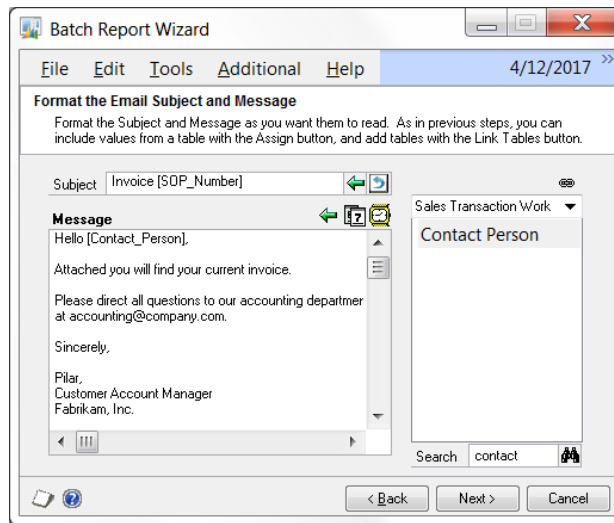 Batch Report Wizard
File Edit Tools Additional Help 4/12/2017 »
Format the Email Subject and Message
Format the Subject and Message as you want them to read. As in previous steps, you can
include values from a table with the Assign button, and add tables with the Link Tables button.
Subject Invoice [SOP_Number]
Message
Hello [Contact_Person],
Attached you will find your current invoice.
Please direct all questions to our accounting departmer
at accounting@company.com.
Sincerely,
Pilar,
Customer Account Manager
Fabrikam, Inc.
Sales Transaction Work
Contact Person
Search contact
< Back Next > Cancel